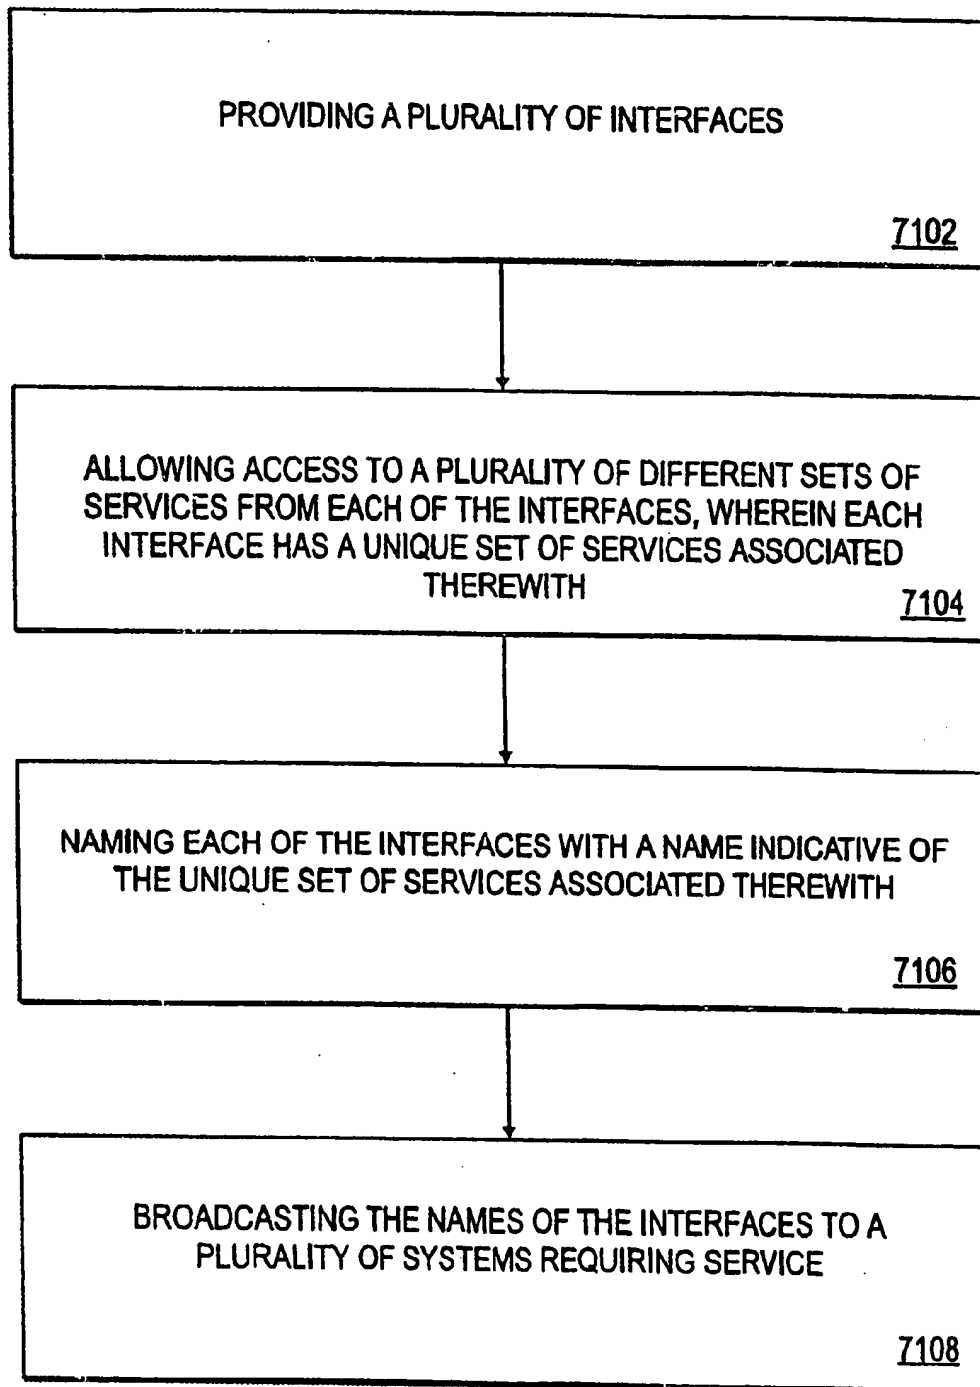 PROVIDING A PLURALITY OF INTERFACES
7102
ALLOWING ACCESS TO A PLURALITY OF DIFFERENT SETS OF
SERVICES FROM EACH OF THE INTERFACES, WHEREIN EACH
INTERFACE HAS A UNIQUE SET OF SERVICES ASSOCIATED
THEREWITH
7104
NAMING EACH OF THE INTERFACES WITH A NAME INDICATIVE OF
THE UNIQUE SET OF SERVICES ASSOCIATED THEREWITH
7106
BROADCASTING THE NAMES OF THE INTERFACES TO A
PLURALITY OF SYSTEMS REQUIRING SERVICE
7108